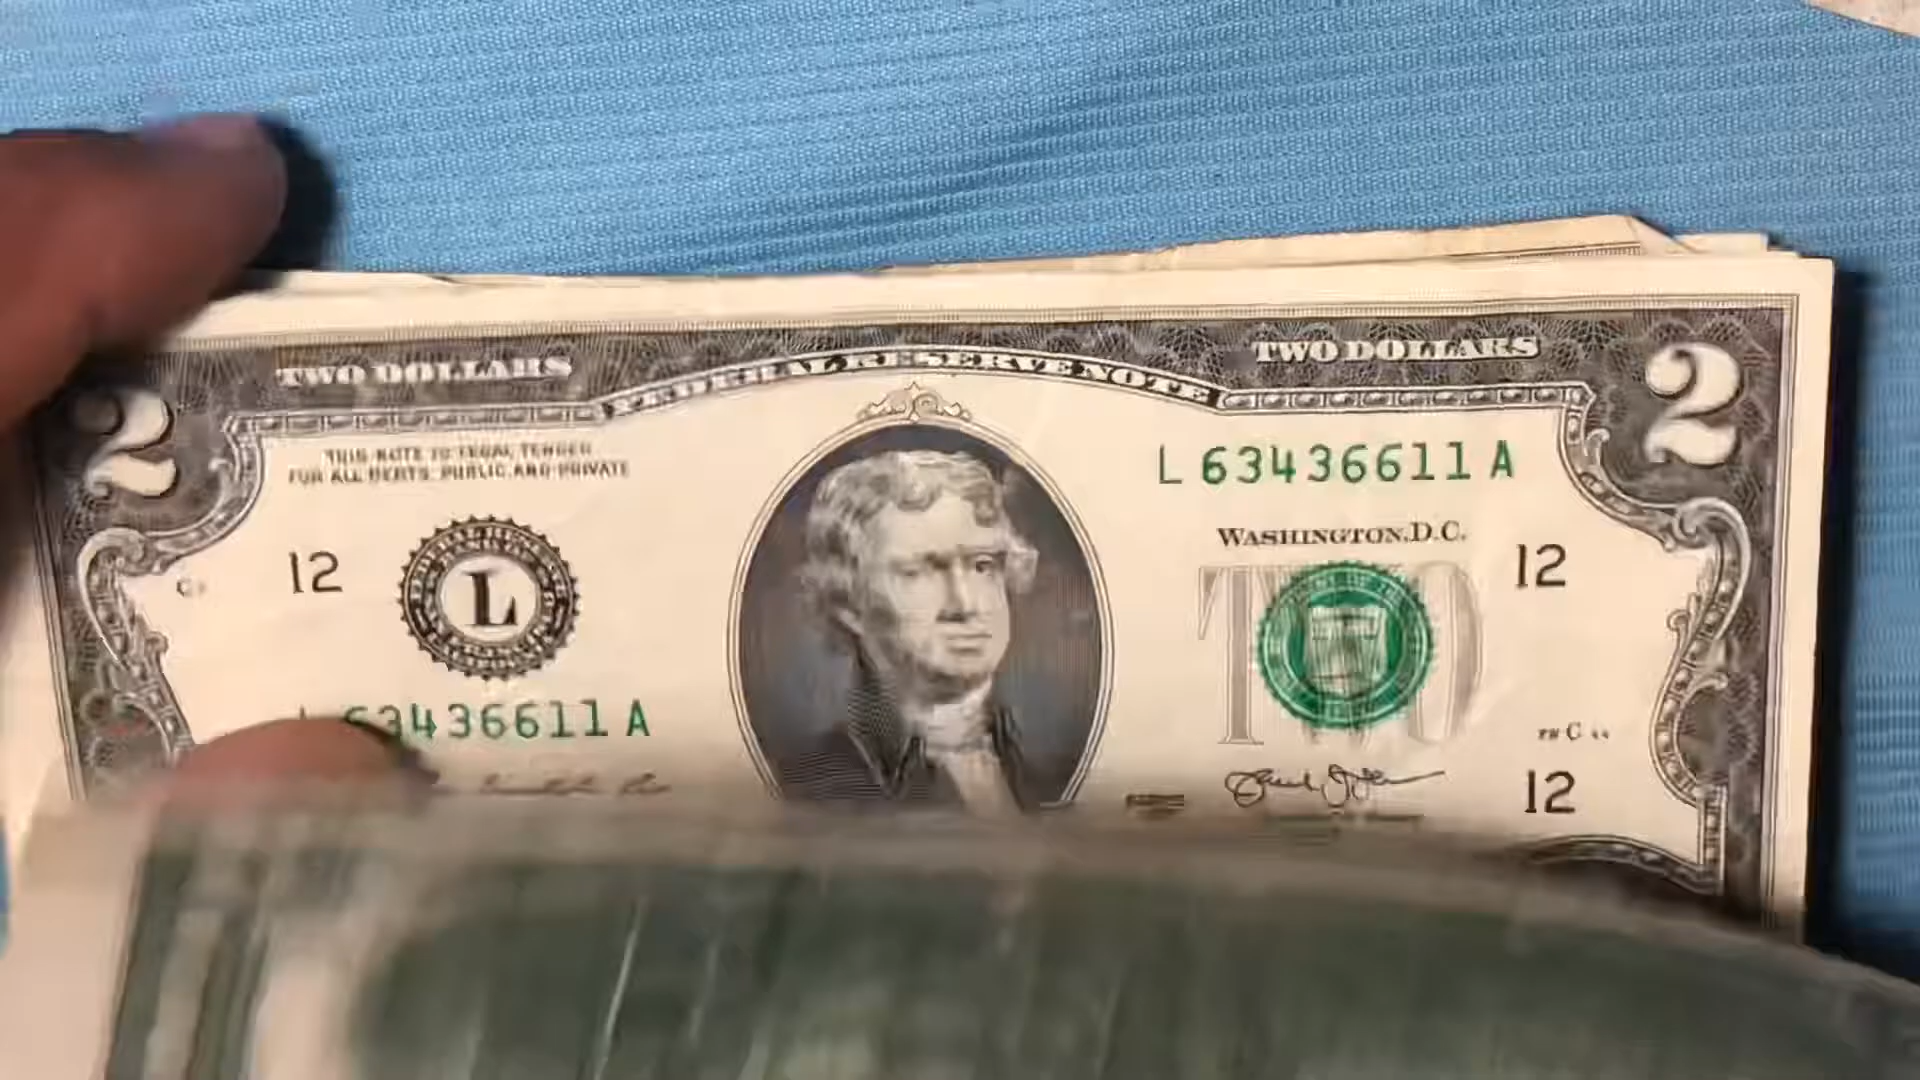 TWO DOLLARS
FEDERAL RESERVE NOTE
TWO DOLLARS
2
2
THIS NOTE IS LEGAL TENDER
FOR ALL DEBTS, PUBLIC AND PRIVATE
L 63436611 A
WASHINGTON, D.C.
12
L
TWO
12
63436611 A
12